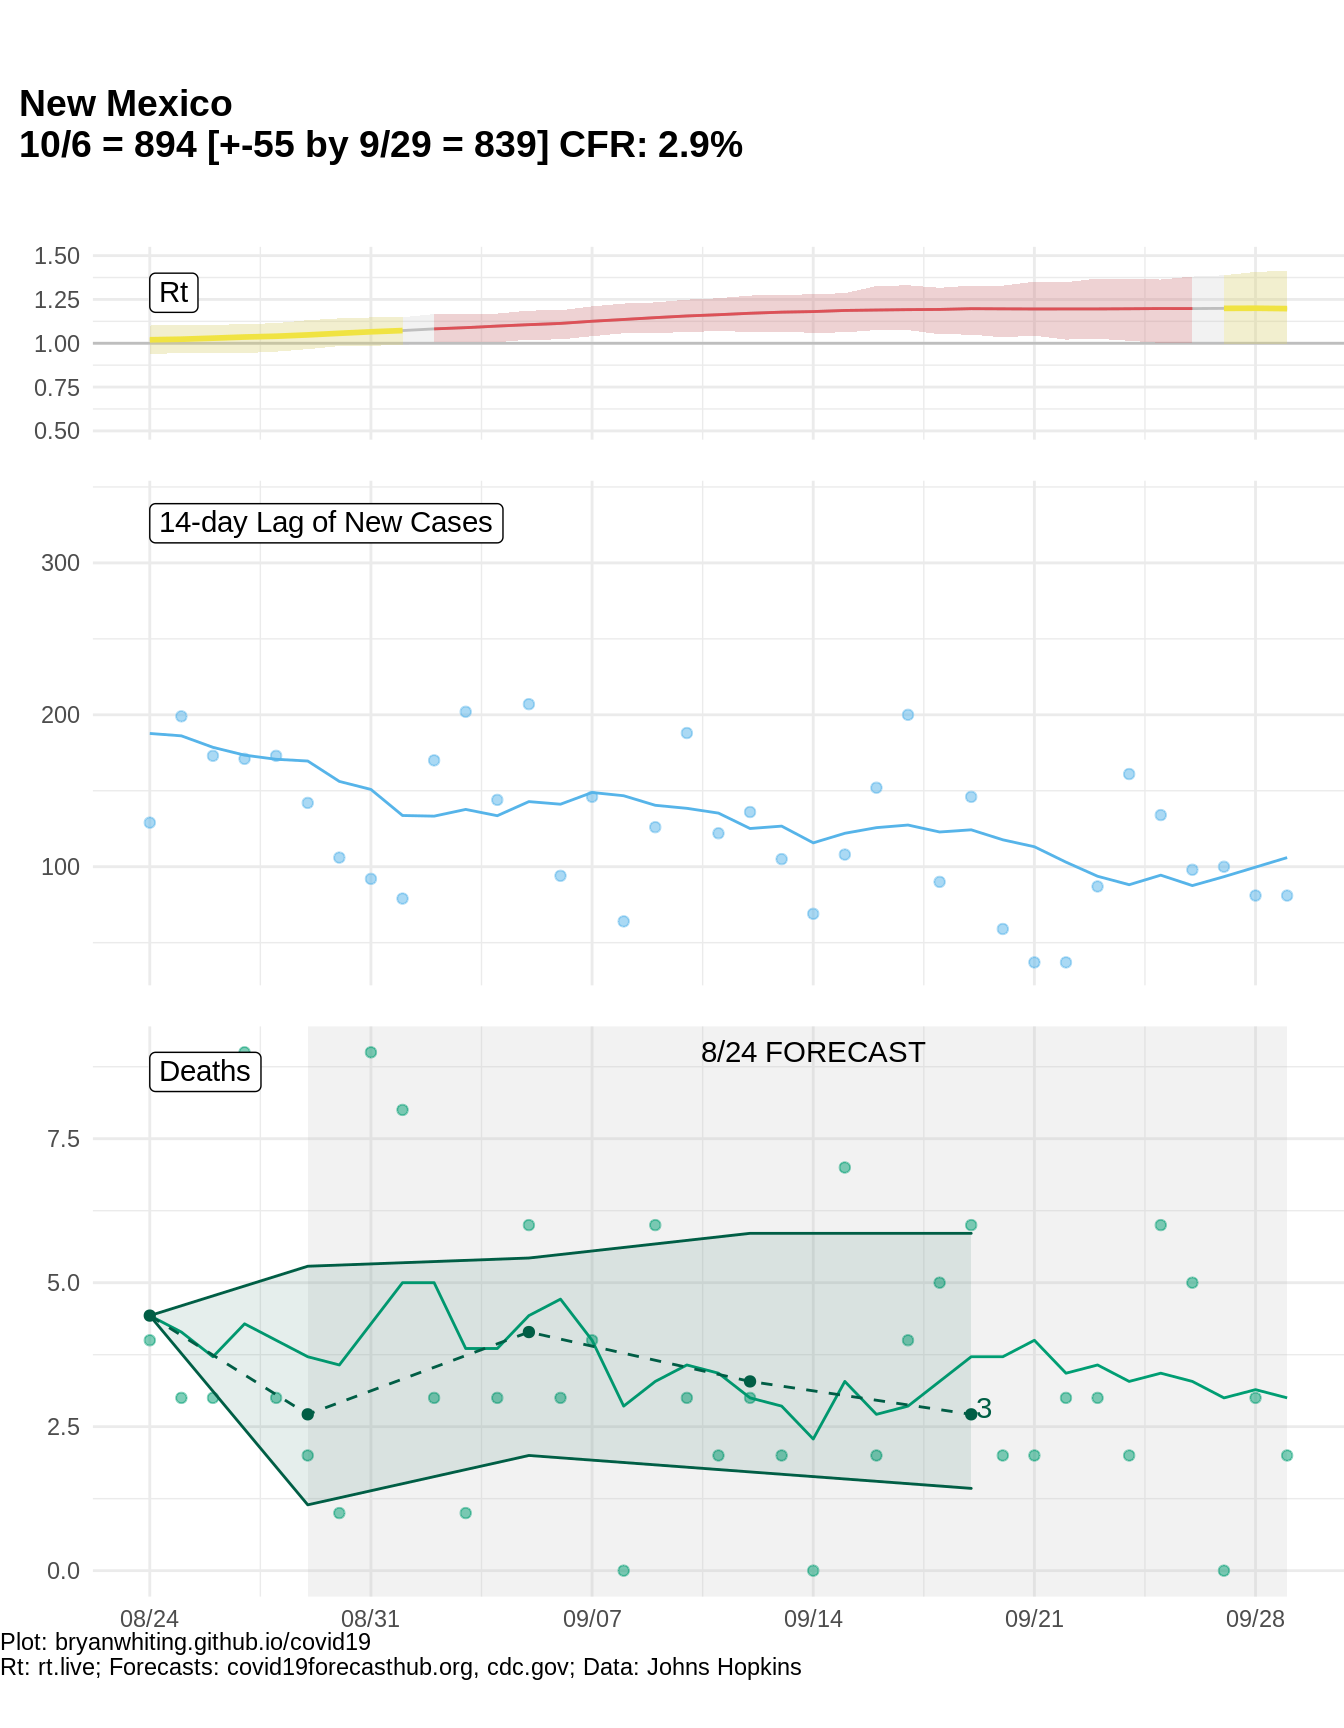 New Mexico
10/6 = 894 [+-55 by 9/29 = 839] CFR: 2.9%
1.50
Rt
1.25
1.00
0.75
0.50
14-day Lag of New Cases
300
200
100
8/24 FORECAST
Deaths
7.5
5.0
3
2.5
0.0
08/24 08/31 09/07 09/14 09/21 09/28
Plot: bryanwhiting.github.io/covid19
Rt: rt.live; Forecasts: covid19forecasthub.org, cdc.gov; Data: Johns Hopkins